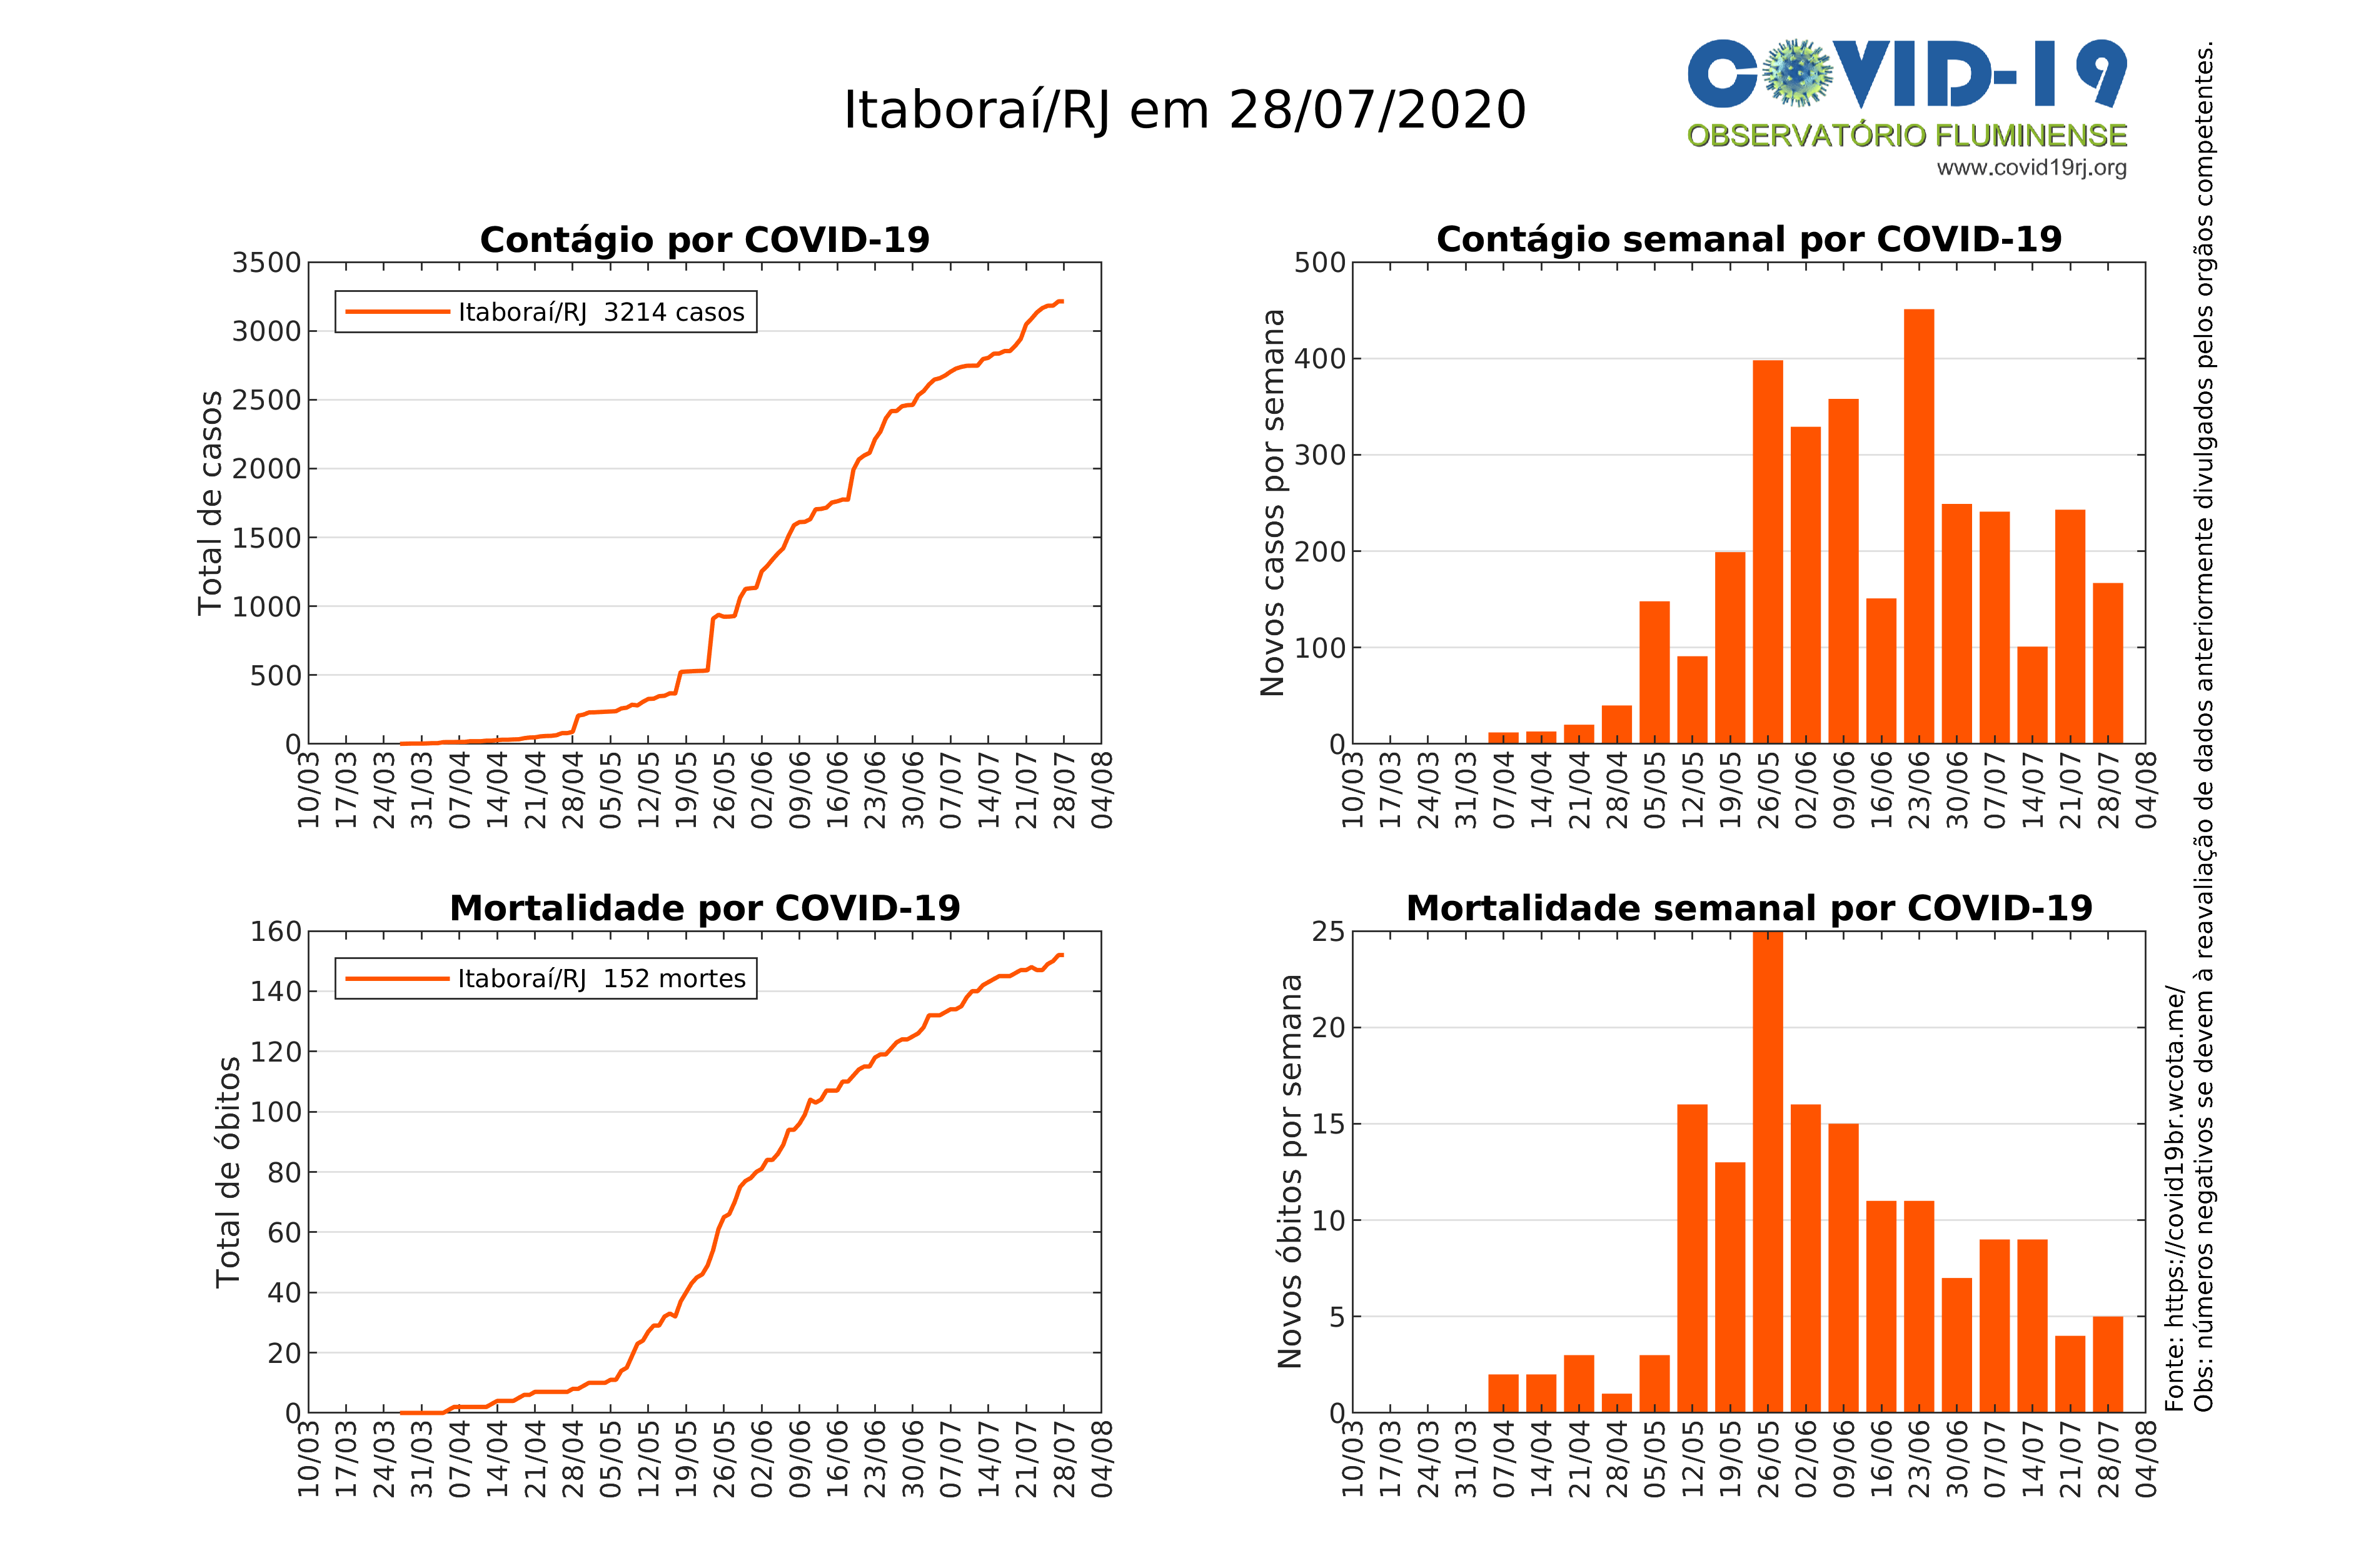 Itaboraí/RJ em 28/07/2020
COVID-19
OBSERVATÓRIO FLUMINENSE
www.covid19rj.org
Contágio por COVID-19
Total de casos
3500
3000
2500
2000
1500
1000
500
0
Itaboraí/RJ 3214 casos
10/03 17/03 24/03 31/03 07/04 14/04 21/04 28/04 05/05 12/05 19/05 26/05 02/06 09/06 16/06 23/06 30/06 07/07 14/07 21/07 28/07 04/08
Contágio semanal por COVID-19
Novos casos por semana
500
400
300
200
100
0
10/03 17/03 24/03 31/03 07/04 14/04 21/04 28/04 05/05 12/05 19/05 26/05 02/06 09/06 16/06 23/06 30/06 07/07 14/07 21/07 28/07 04/08
Mortalidade por COVID-19
Total de óbitos
160
140
120
100
80
60
40
20
0
Itaboraí/RJ 152 mortes
10/03 17/03 24/03 31/03 07/04 14/04 21/04 28/04 05/05 12/05 19/05 26/05 02/06 09/06 16/06 23/06 30/06 07/07 14/07 21/07 28/07 04/08
Mortalidade semanal por COVID-19
Novos óbitos por semana
25
20
15
10
5
0
10/03 17/03 24/03 31/03 07/04 14/04 21/04 28/04 05/05 12/05 19/05 26/05 02/06 09/06 16/06 23/06 30/06 07/07 14/07 21/07 28/07 04/08
Fonte: https://covid19br.wcota.me/
Obs: números negativos se devem à reavaliação de dados anteriormente divulgados pelos orgãos competentes.